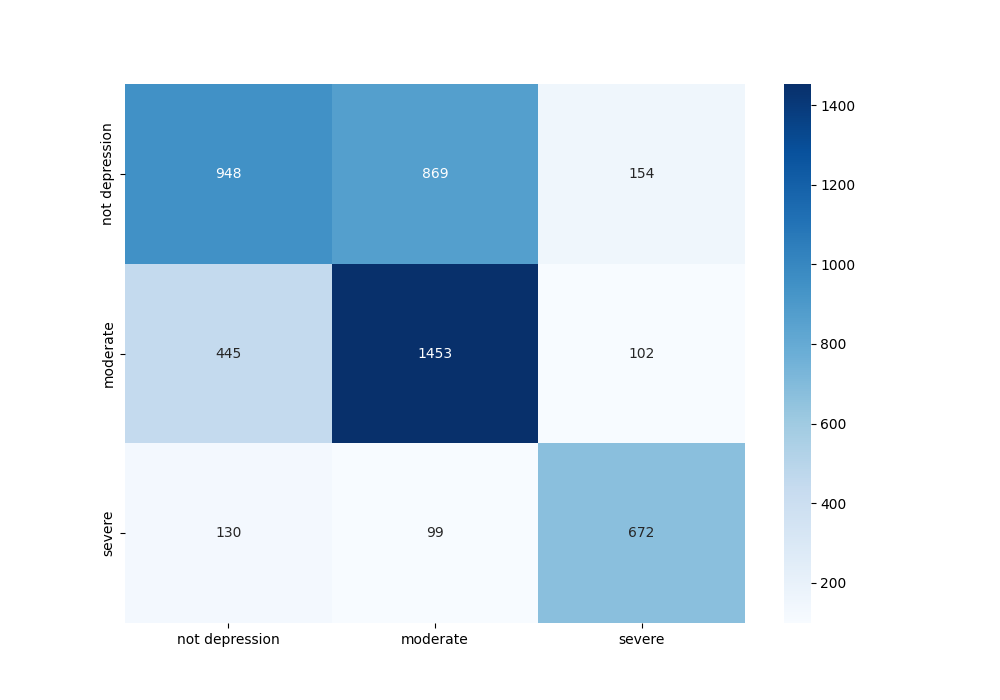 not depression
948
869
154
moderate
445
1453
102
severe
130
99
672
not depression
moderate
severe
1400
1200
1000
800
600
400
200